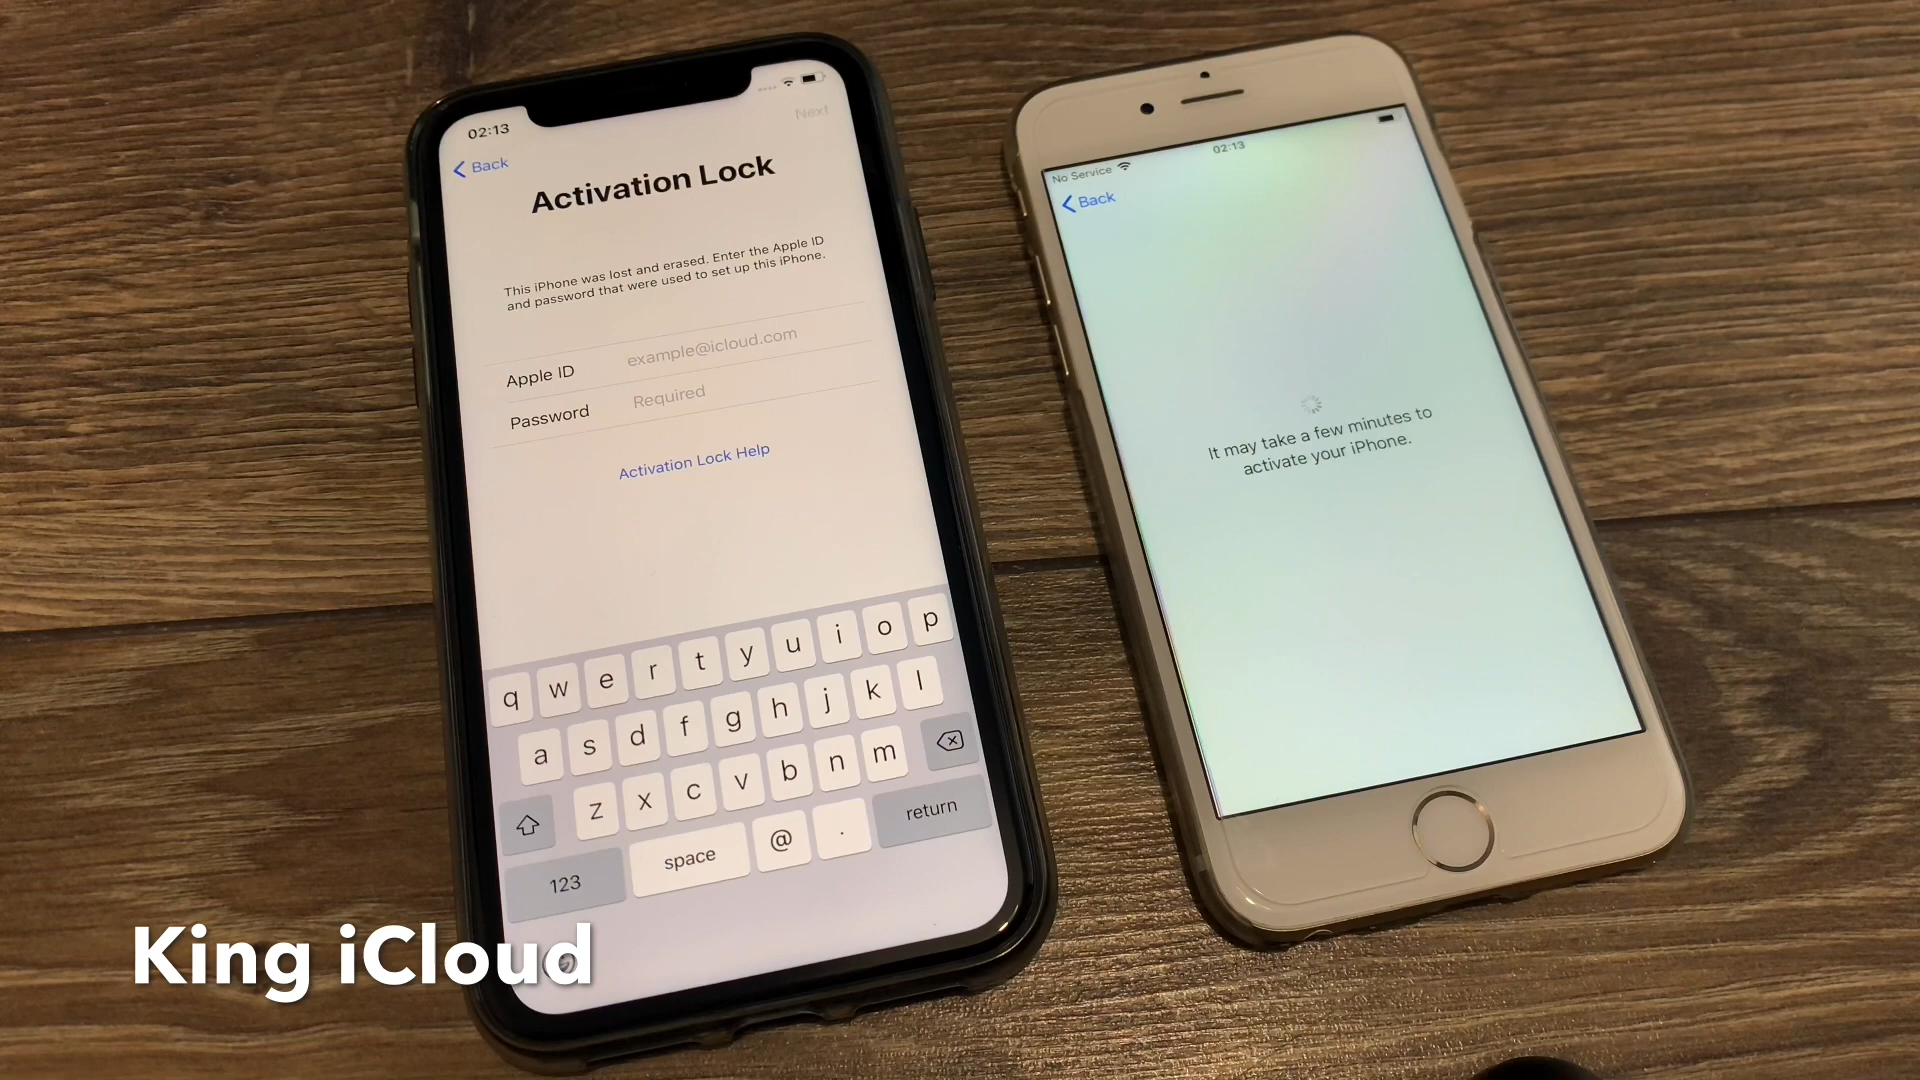 02:13
Next
Back
Activation Lock
This iPhone was lost and erased. Enter the Apple ID
and password that were used to set up this iPhone.
Apple ID example@icloud.com
Password Required
Activation Lock Help
q w e r t y u i o p
a s d f g h j k l
z x c v b n m
123 space @ . return
No Service 02:13
Back
It may take a few minutes to
activate your iPhone.
King iCloud